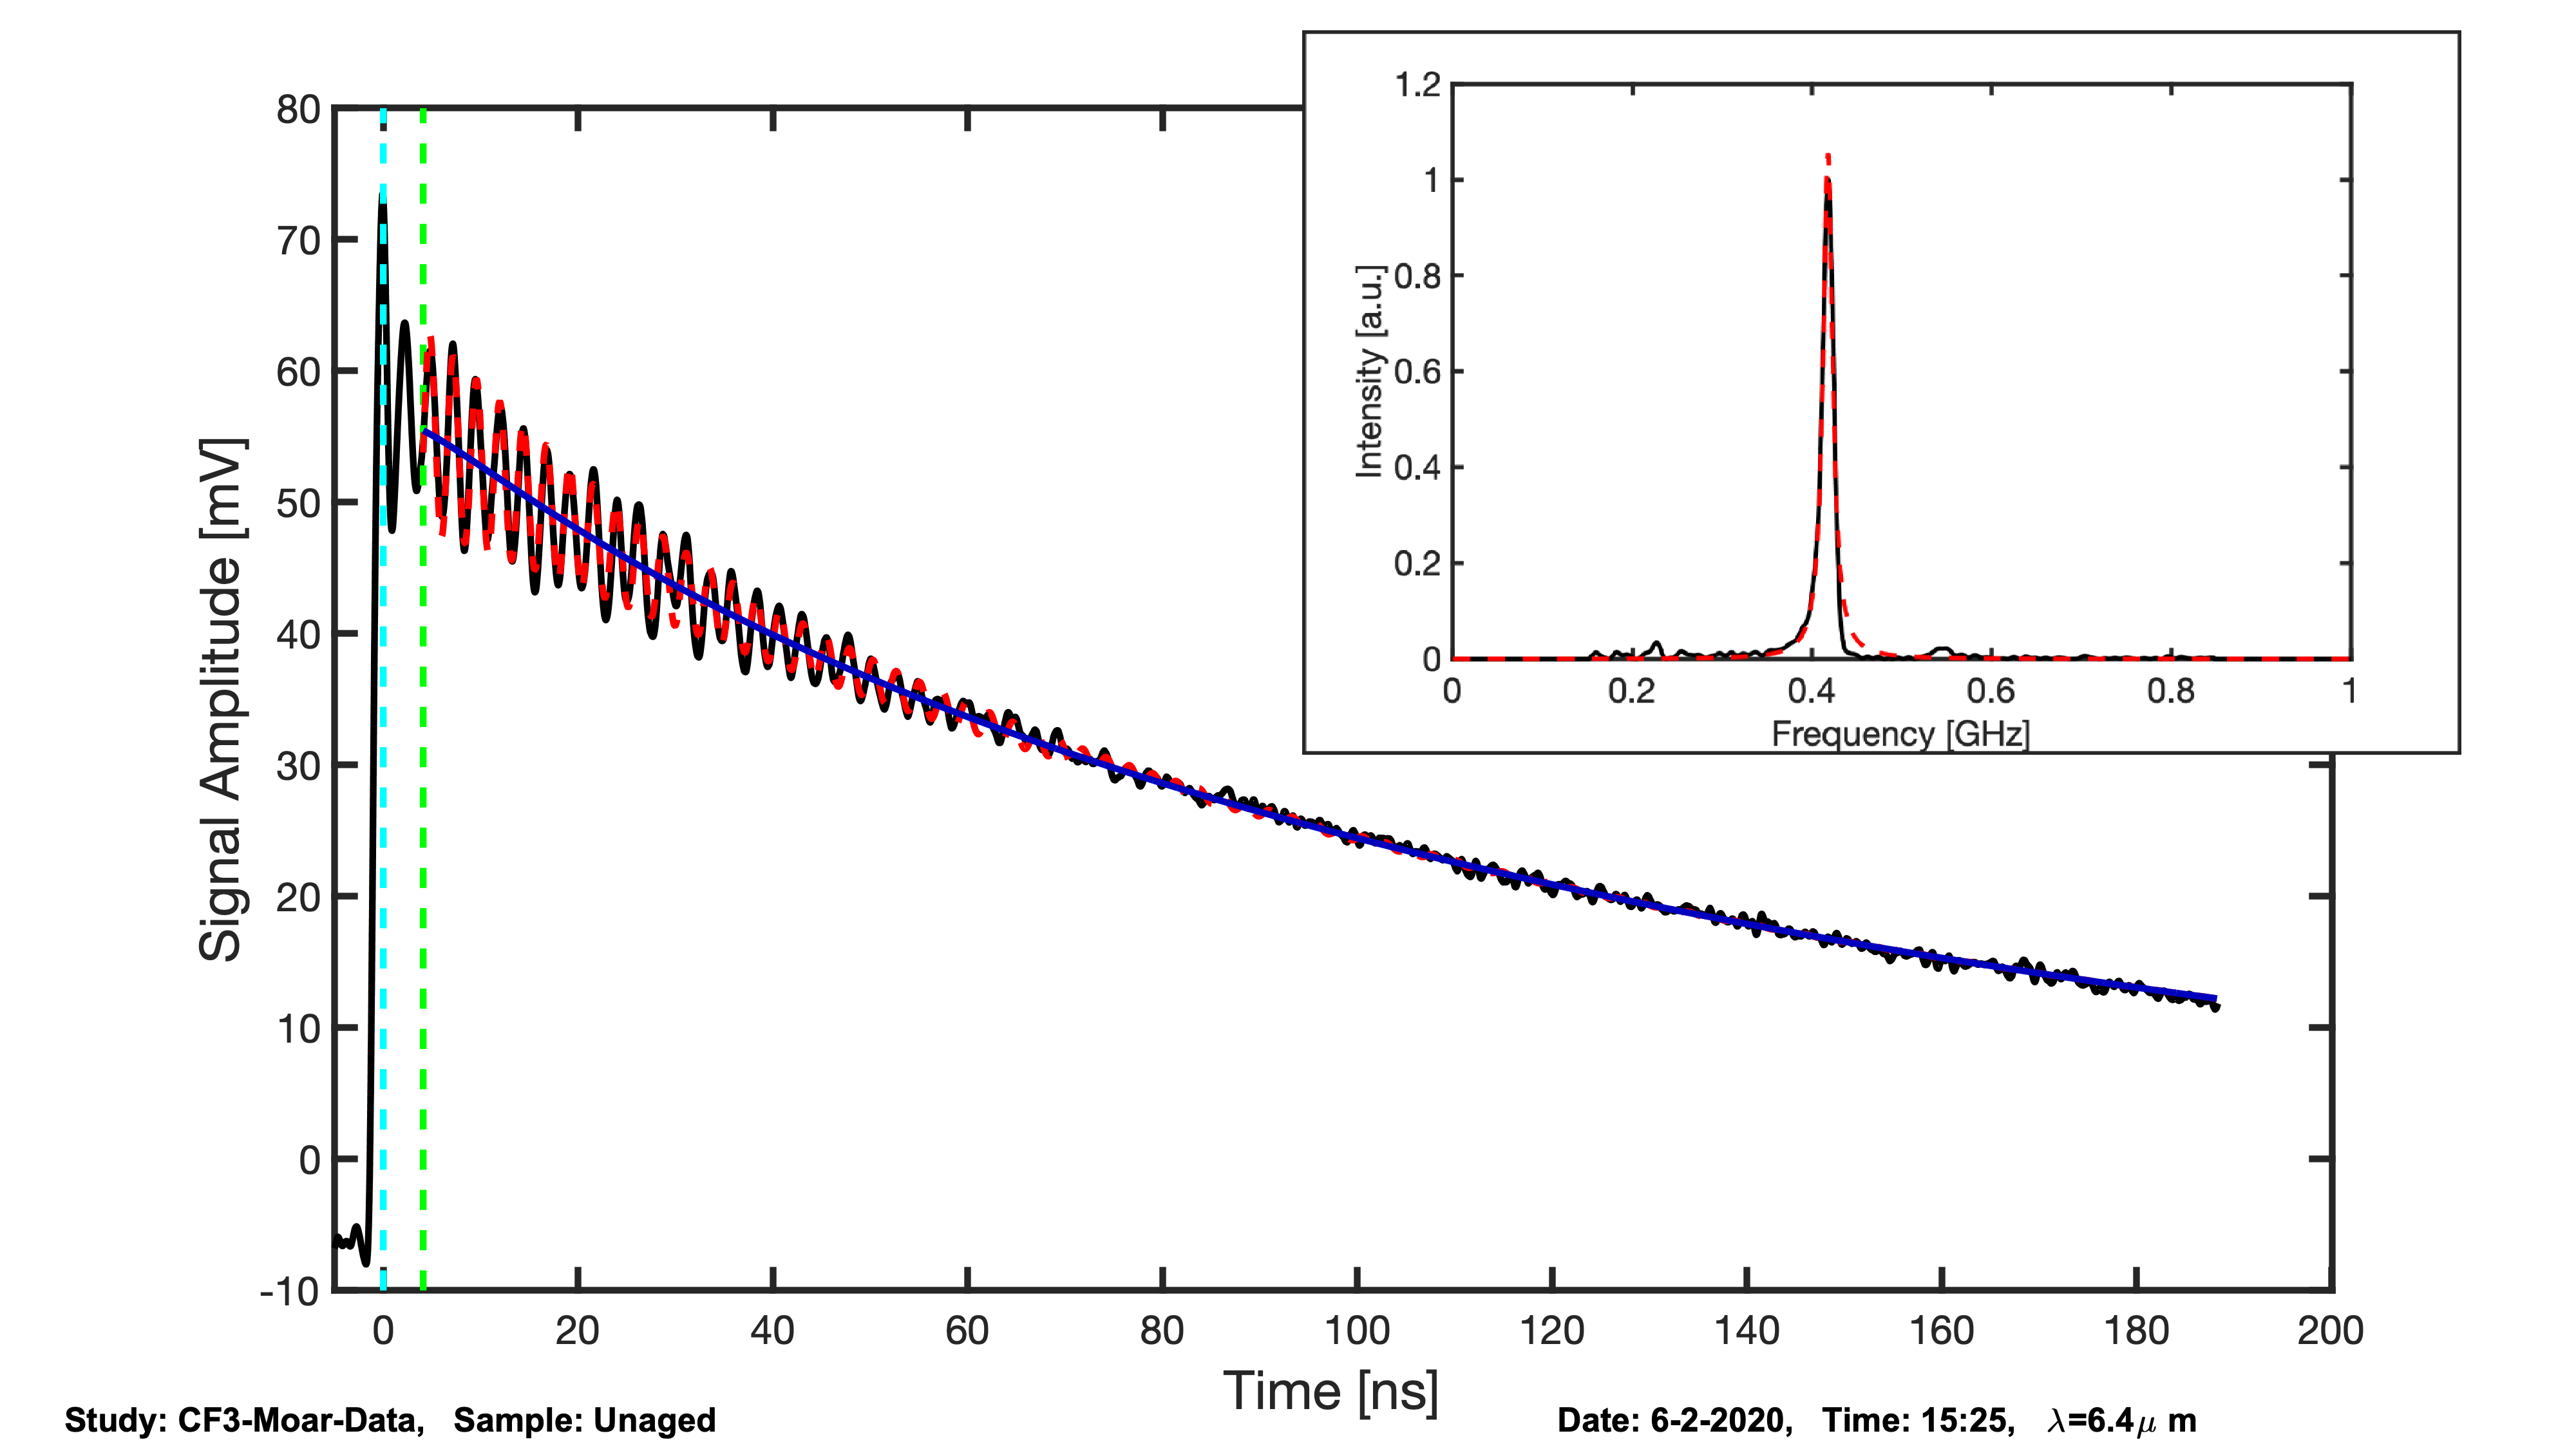 1.2
1
0.8
0.6
0.4
0.2
0
Intensity [a.u.]
0 0.2 0.4 0.6 0.8 1
Frequency [GHz]
80
70
60
50
40
30
20
10
0
-10
Signal Amplitude [mV]
0 20 40 60 80 100 120 140 160 180 200
Time [ns]
Study: CF3-Moar-Data, Sample: Unaged
Date: 6-2-2020, Time: 15:25, λ=6.4μ m